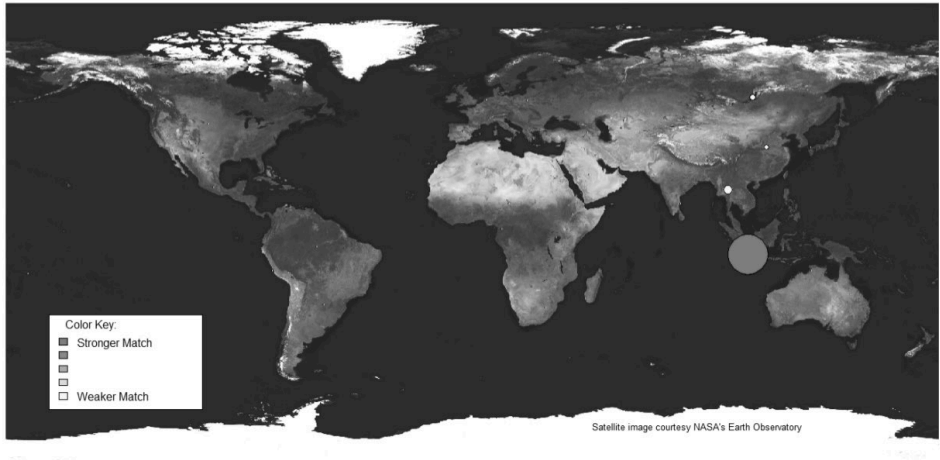 Color Key:
Stronger Match
Weaker Match
Satellite image courtesy NASA's Earth Observatory